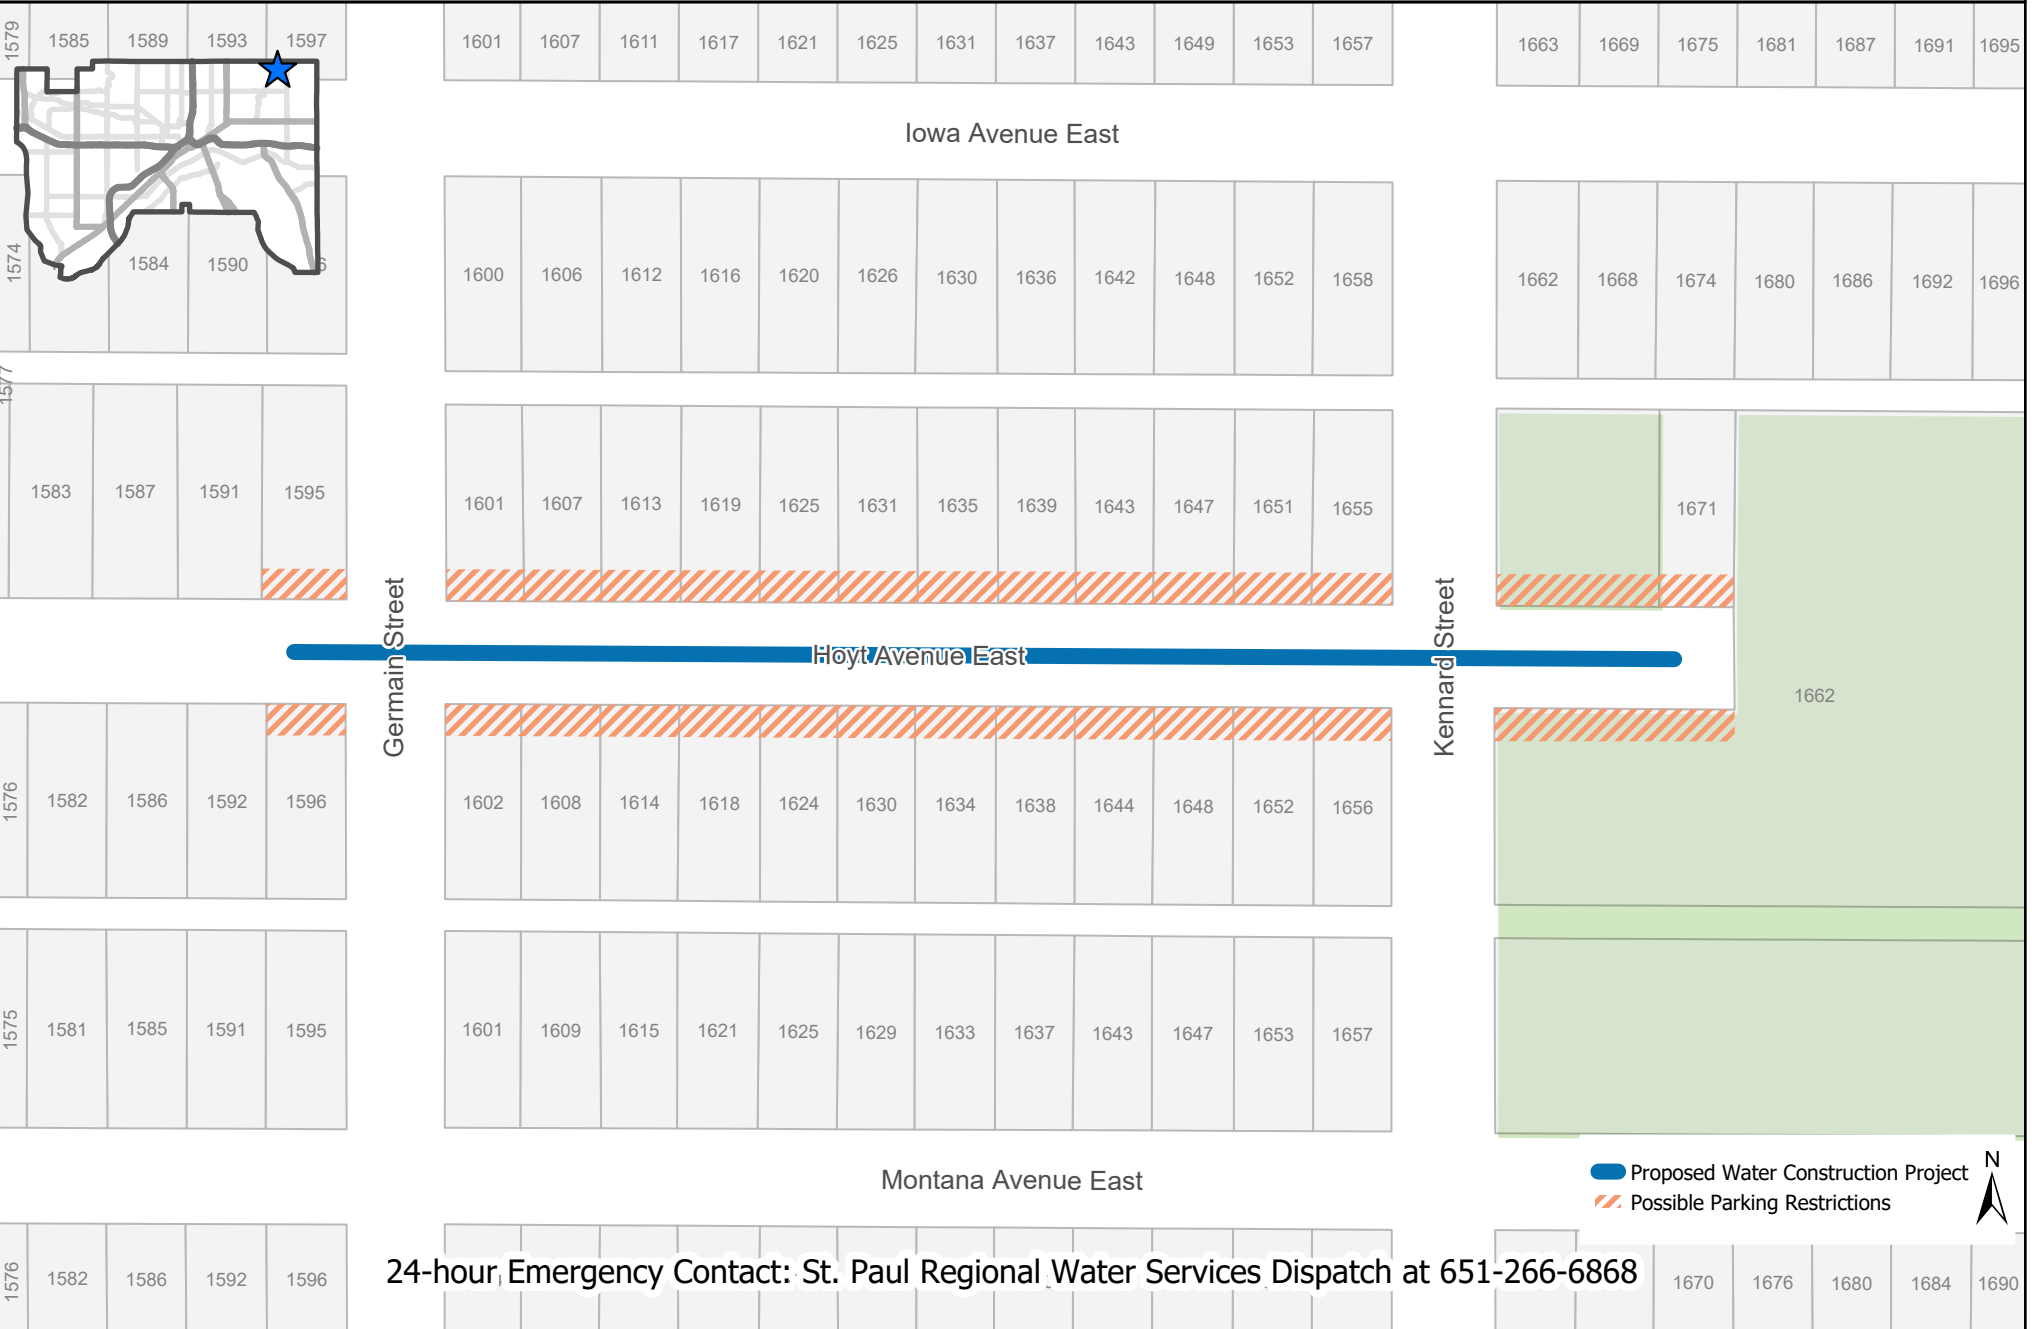 1579 1585 1589 1593 1597 1601 1607 1611 1617 1621 1625 1631 1637 1643 1649 1653 1657 1663 1669 1675 1681 1687 1691 1695
Iowa Avenue East
1574 1584 1590 1600 1606 1612 1616 1620 1626 1630 1636 1642 1648 1652 1658 1662 1668 1674 1680 1686 1692 1696
1577
1583 1587 1591 1595 1601 1607 1613 1619 1625 1631 1635 1639 1643 1647 1651 1655 1671
Germain Street
Hoyt Avenue East
Kennard Street
1662
1576 1582 1586 1592 1596 1602 1608 1614 1618 1624 1630 1634 1638 1644 1648 1652 1656
1575 1581 1585 1591 1595 1601 1609 1615 1621 1625 1629 1633 1637 1643 1647 1653 1657
Montana Avenue East
N
Proposed Water Construction Project
Possible Parking Restrictions
1576 1582 1586 1592 1596
24-hour Emergency Contact: St. Paul Regional Water Services Dispatch at 651-266-6868
1670 1676 1680 1684 1690